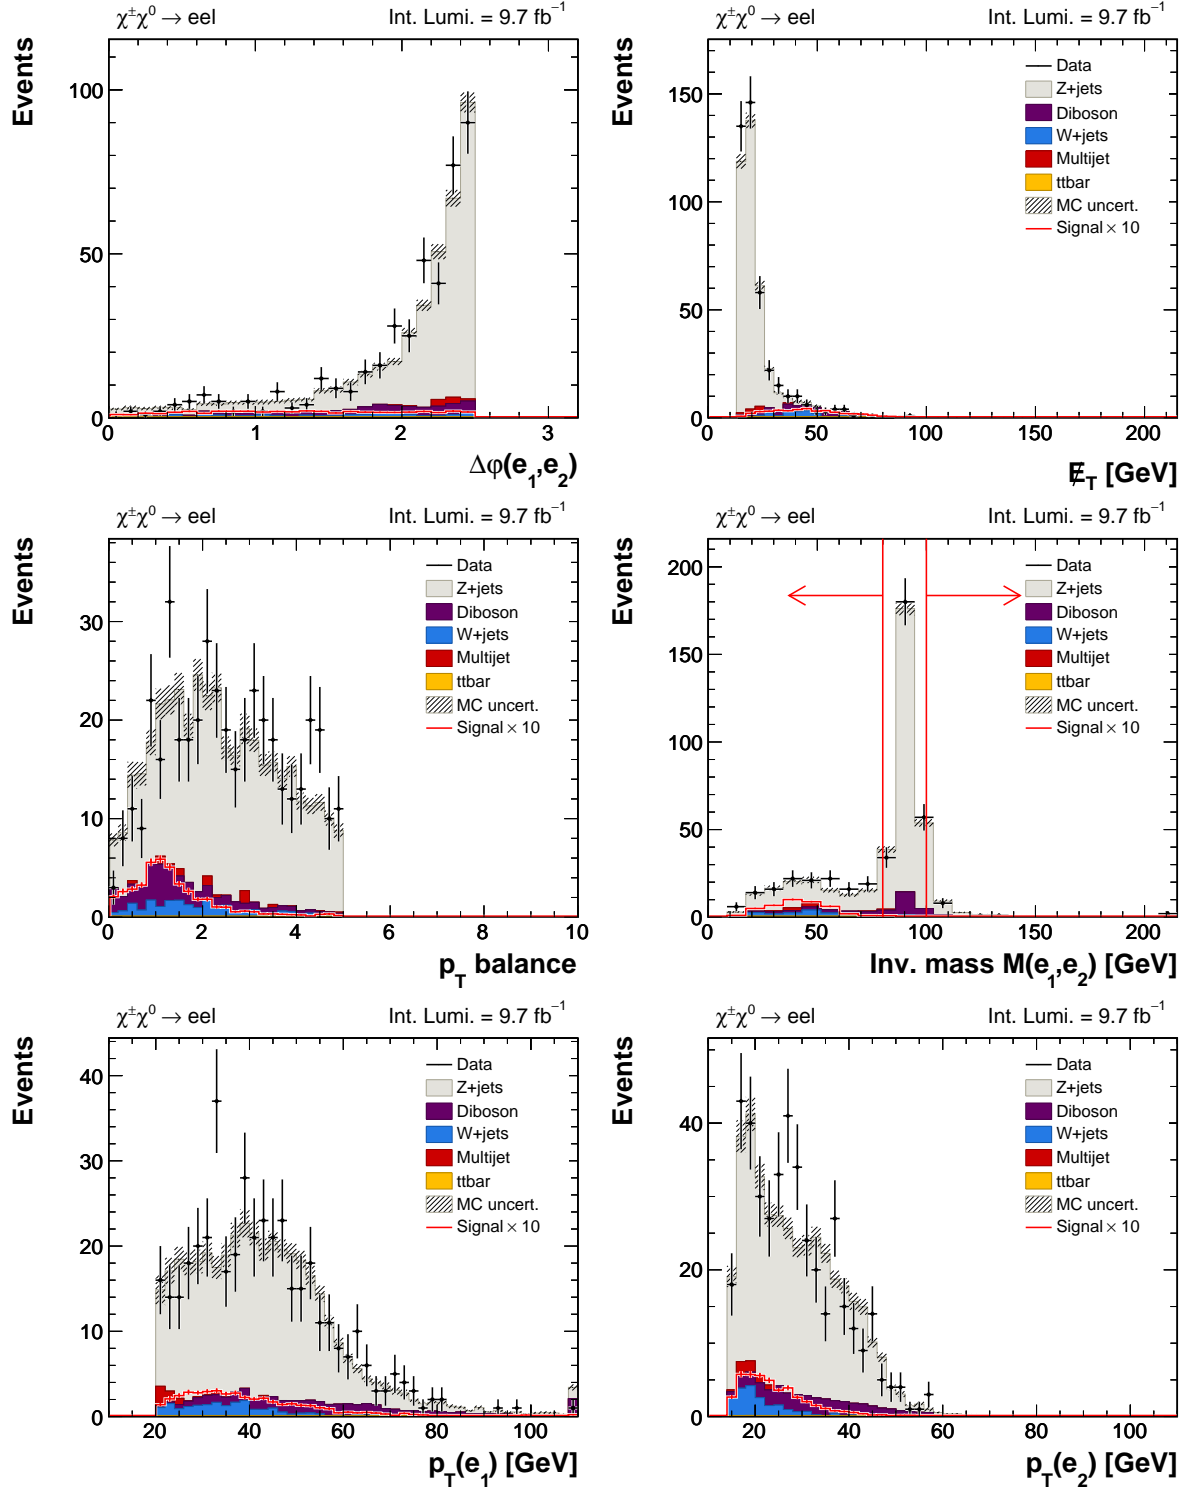 χ±χ0 → eel Int. Lumi. = 9.7 fb−1
Events
100
50
0
0 1 2 3
Δφ(e1,e2)
χ±χ0 → eel Int. Lumi. = 9.7 fb−1
Events
Data
Z+jets
Diboson
W+jets
Multijet
ttbar
MC uncert.
Signal × 10
150
100
50
0
0 50 100 150 200
E̸T [GeV]
χ±χ0 → eel Int. Lumi. = 9.7 fb−1
Events
Data
Z+jets
Diboson
W+jets
Multijet
ttbar
MC uncert.
Signal × 10
30
20
10
0
0 2 4 6 8 10
pT balance
χ±χ0 → eel Int. Lumi. = 9.7 fb−1
Events
Data
Z+jets
Diboson
W+jets
Multijet
ttbar
MC uncert.
Signal × 10
200
150
100
50
0
0 50 100 150 200
Inv. mass M(e1,e2) [GeV]
χ±χ0 → eel Int. Lumi. = 9.7 fb−1
Events
Data
Z+jets
Diboson
W+jets
Multijet
ttbar
MC uncert.
Signal × 10
40
30
20
10
0
20 40 60 80 100
pT(e1) [GeV]
χ±χ0 → eel Int. Lumi. = 9.7 fb−1
Events
Data
Z+jets
Diboson
W+jets
Multijet
ttbar
MC uncert.
Signal × 10
40
20
0
20 40 60 80 100
pT(e2) [GeV]